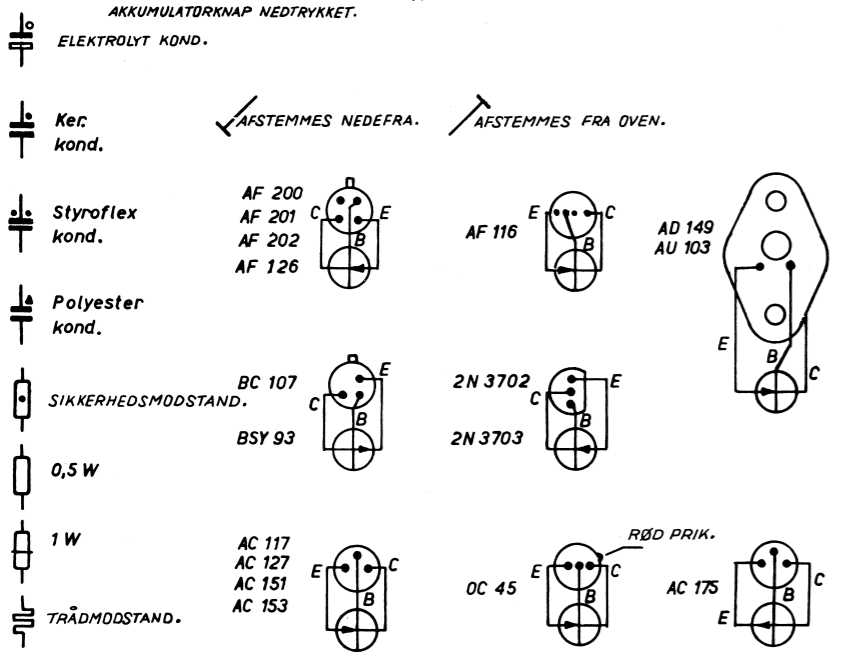 AKKUMULATORKNAP NEDTRYKKET.
ELEKTROLYT KOND.
Ker.
kond.
AFSTEMMES NEDEFRA.
AFSTEMMES FRA OVEN.
Styroflex
kond.
AF 200
AF 201
AF 202
AF 126
C
E
B
AF 116
E
C
B
AD 149
AU 103
E
B
C
Polyester
kond.
SIKKERHEDSMODSTAND.
BC 107
BSY 93
E
C
B
2N 3702
2N 3703
E
C
B
0,5 W
1 W
TRÅDMODSTAND.
AC 117
AC 127
AC 151
AC 153
E
C
B
RØD PRIK.
OC 45
E
C
B
AC 175
C
B
E